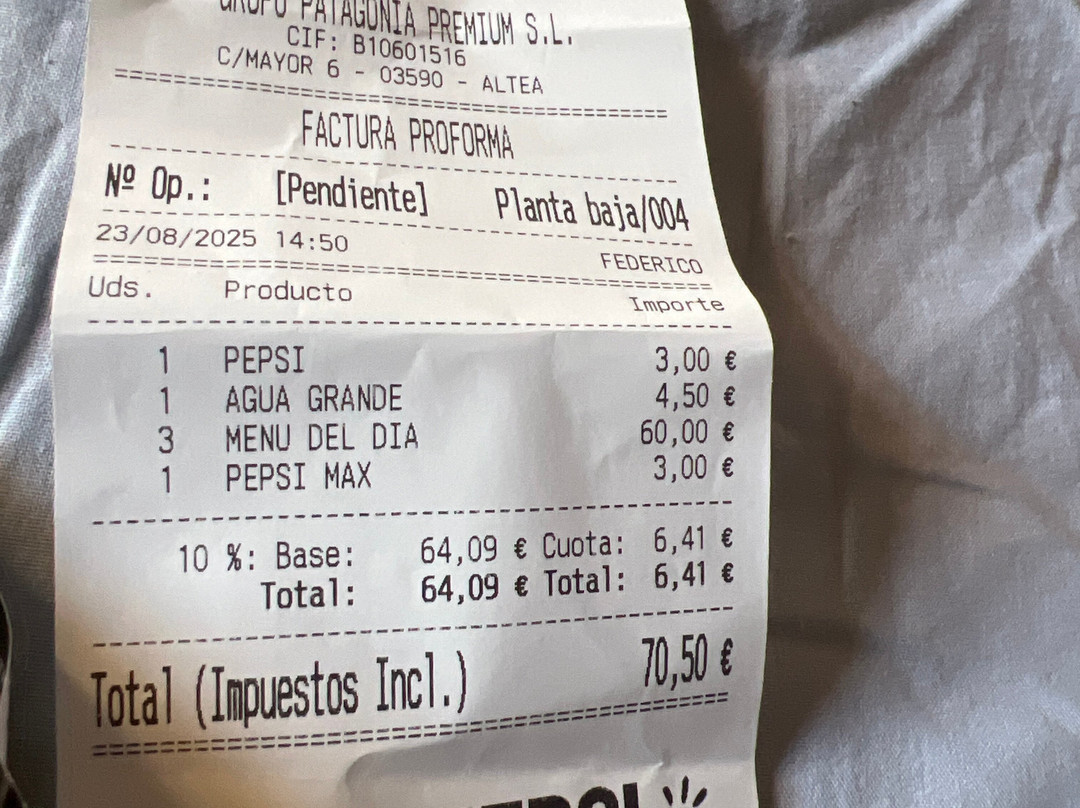 GRUPO PATAGONIA PREMIUM S.L.
CIF: B10601516
C/MAYOR 6 - 03590 - ALTEA
FACTURA PROFORMA
Nº Op.: [Pendiente] Planta baja/004
23/08/2025 14:50 FEDERICO
Uds. Producto Importe
1 PEPSI 3,00 €
1 AGUA GRANDE 4,50 €
3 MENU DEL DIA 60,00 €
1 PEPSI MAX 3,00 €
10 %: Base: 64,09 € Cuota: 6,41 €
Total: 64,09 € Total: 6,41 €
Total (Impuestos Incl.) 70,50 €